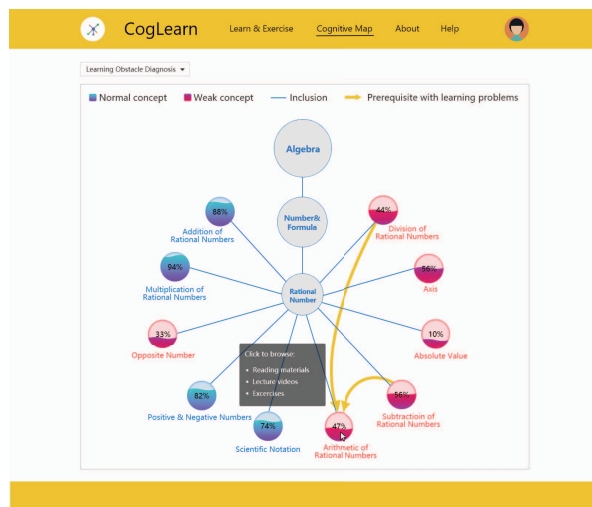 CogLearn
Learn & Exercise Cognitive Map About Help
Learning Obstacle Diagnosis
Normal concept Weak concept Inclusion Prerequisite with learning problems
Algebra
88%
Addition of
Rational Numbers
Number&
Formula
44%
Division of
Rational Numbers
94%
Multiplication of
Rational Numbers
56%
Axis
Rational
Number
33%
Opposite Number
10%
Absolute Value
Click to browse:
• Reading materials
• Lecture videos
• Excercises
82%
Positive & Negative Numbers
74%
Scientific Notation
47%
Arithmetic of
Rational Numbers
56%
Subtractioin of
Rational Numbers